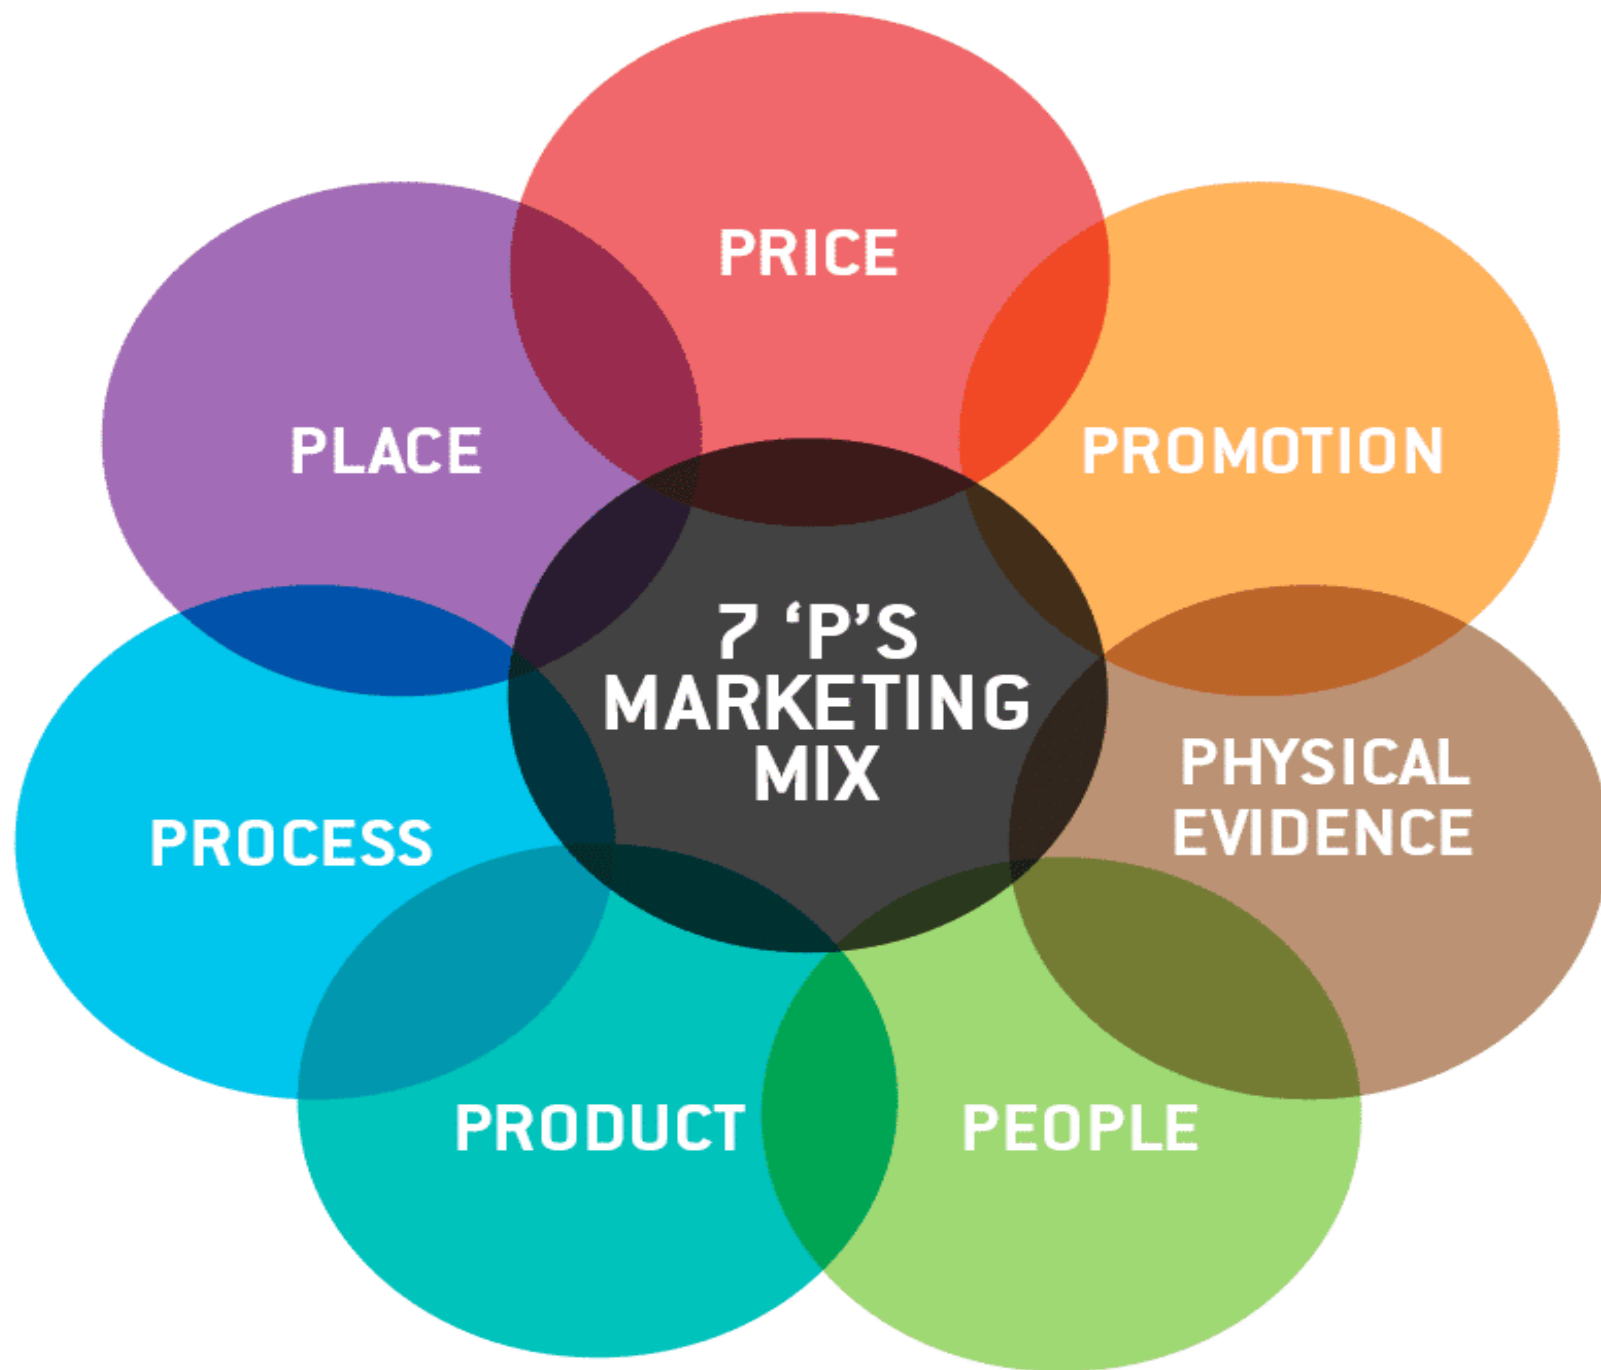 PRICE
PLACE
PROMOTION
7 ‘P’S
MARKETING
MIX
PHYSICAL
EVIDENCE
PROCESS
PRODUCT
PEOPLE